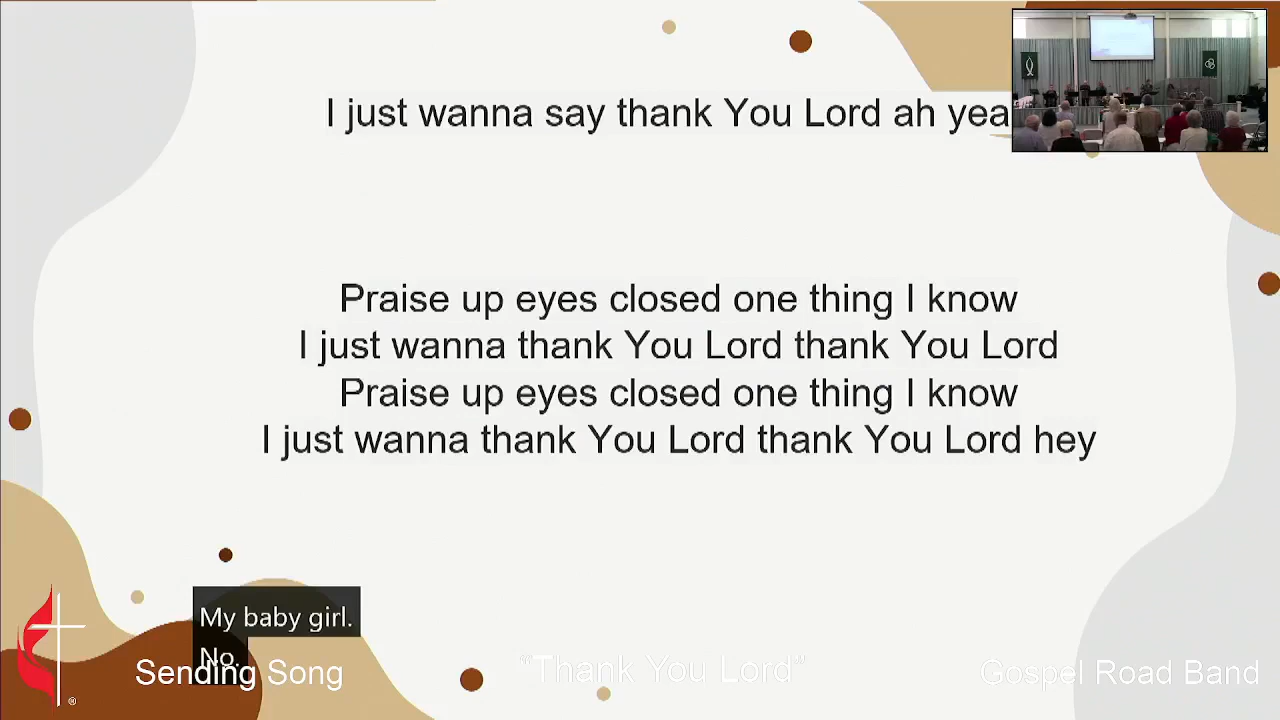 I just wanna say thank You Lord ah yea
Praise up eyes closed one thing I know
I just wanna thank You Lord thank You Lord
Praise up eyes closed one thing I know
I just wanna thank You Lord thank You Lord hey
My baby girl.
No.
Sending Song
“Thank You Lord”
Gospel Road Band
®